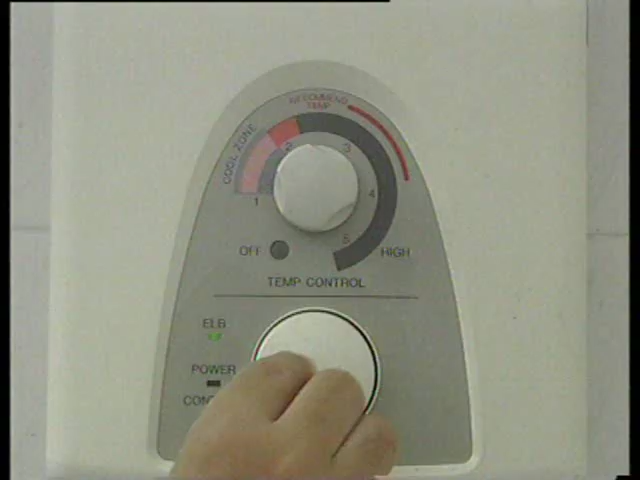 RECOMMEND
TEMP
COOL ZONE
2
3
1
4
5
OFF
HIGH
TEMP CONTROL
ELB
POWER